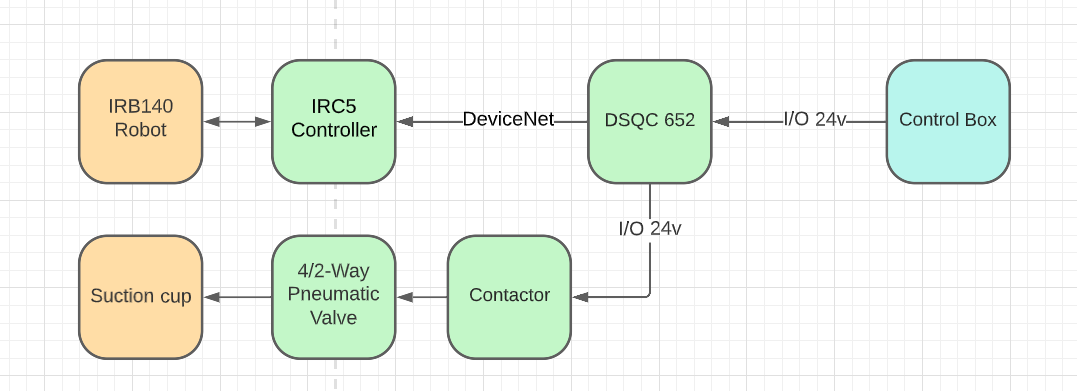 IRB140
Robot
IRC5
Controller
DeviceNet
DSQC 652
I/O 24v
Control Box
I/O 24v
Suction cup
4/2-Way
Pneumatic
Valve
Contactor